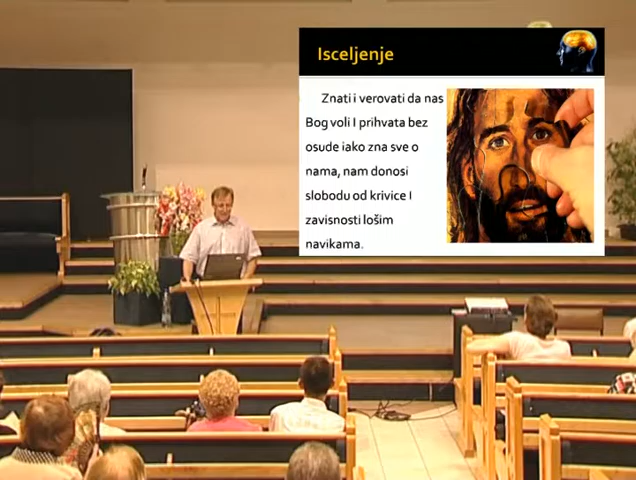 Isceljenje
Znati i verovati da nas
Bog voli I prihvata bez
osude iako zna sve o
nama, nam donosi
slobodu od krivice I
zavisnosti lošim
navikama.